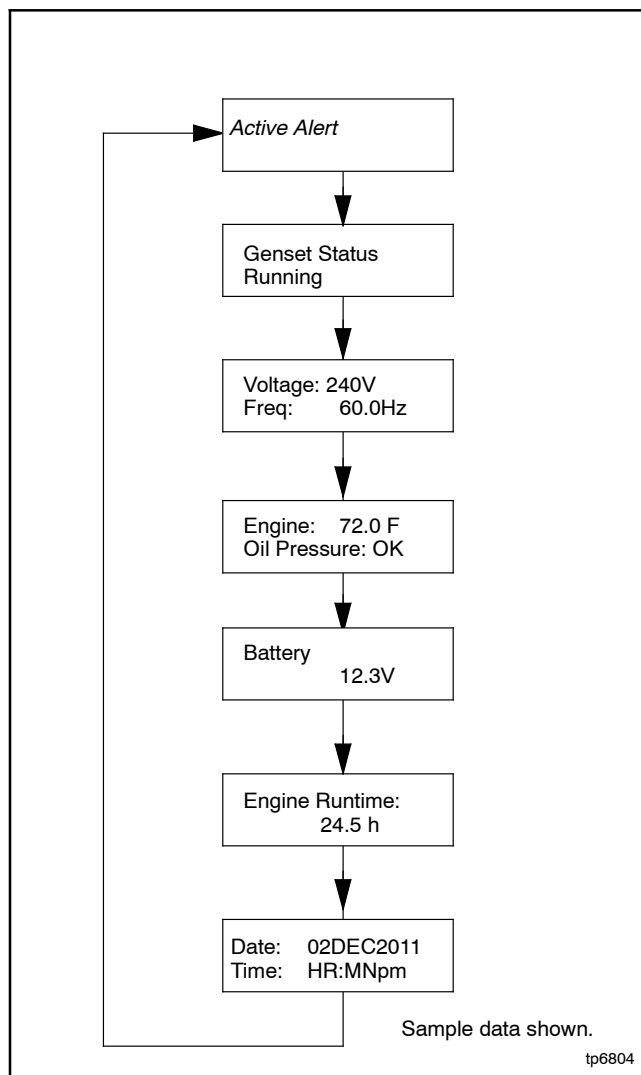 Active Alert
Genset Status
Running
Voltage: 240V
Freq: 60.0Hz
Engine: 72.0 F
Oil Pressure: OK
Battery
12.3V
Engine Runtime:
24.5 h
Date: 02DEC2011
Time: HR:MNpm
Sample data shown.
tp6804